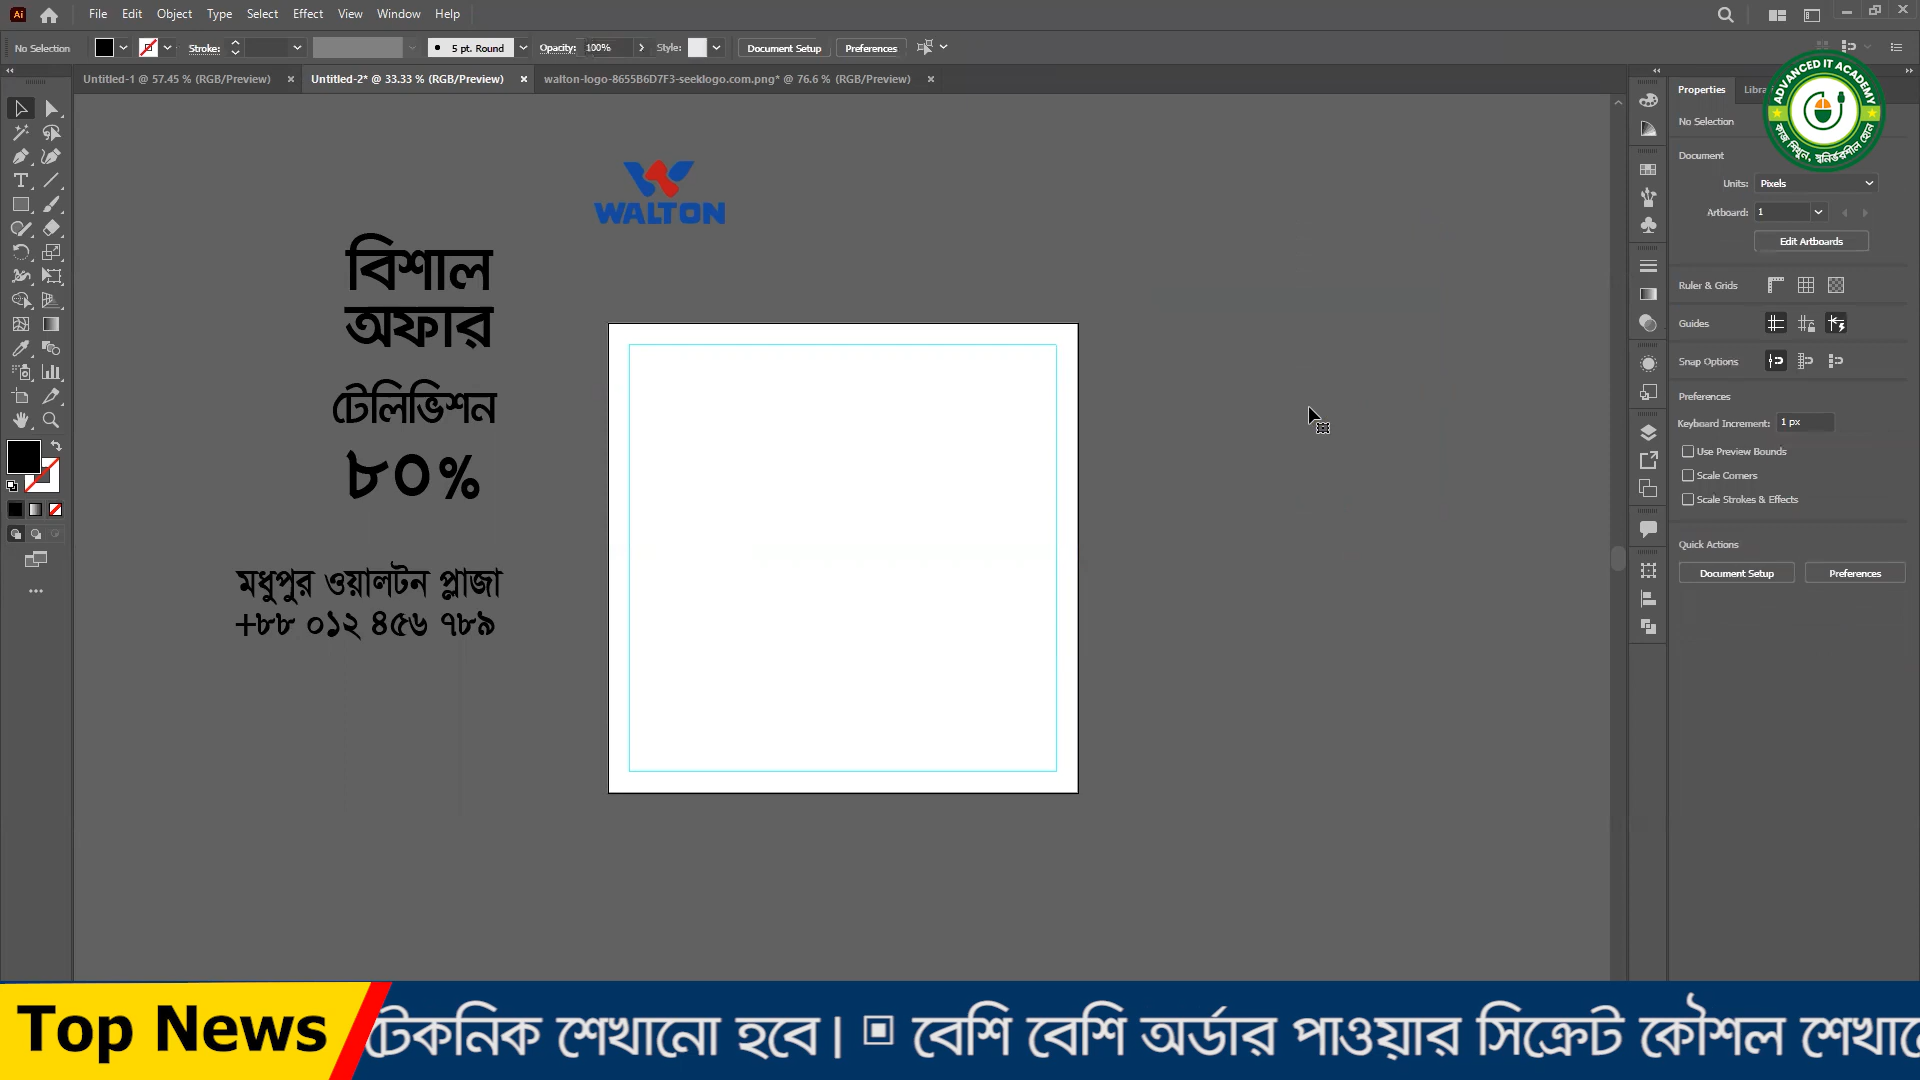 Ai File Edit Object Type Select Effect View Window Help
No Selection Stroke: 5 pt. Round Opacity: 100% Style: Document Setup Preferences
Untitled-1 @ 57.45 % (RGB/Preview) × Untitled-2* @ 33.33 % (RGB/Preview) × walton-logo-8655B6D7F3-seeklogo.com.png* @ 76.6 % (RGB/Preview) ×
WALTON
বিশাল
অফার
টেলিভিশন
৮০%
মধুপুর ওয়ালটন প্লাজা
+৮৮ ০১২ ৪৫৬ ৭৮৯
Properties
ADVANCED IT ACADEMY
কাজ শিখুন, স্বনির্ভরশীল হোন
No Selection
Document
Units: Pixels
Artboard: 1
Edit Artboards
Ruler & Grids
Guides
Snap Options
Preferences
Keyboard Increment: 1 px
Use Preview Bounds
Scale Corners
Scale Strokes & Effects
Quick Actions
Document Setup Preferences
Top News
টেকনিক শেখানো হবে। বেশি বেশি অর্ডার পাওয়ার সিক্রেট কৌশল